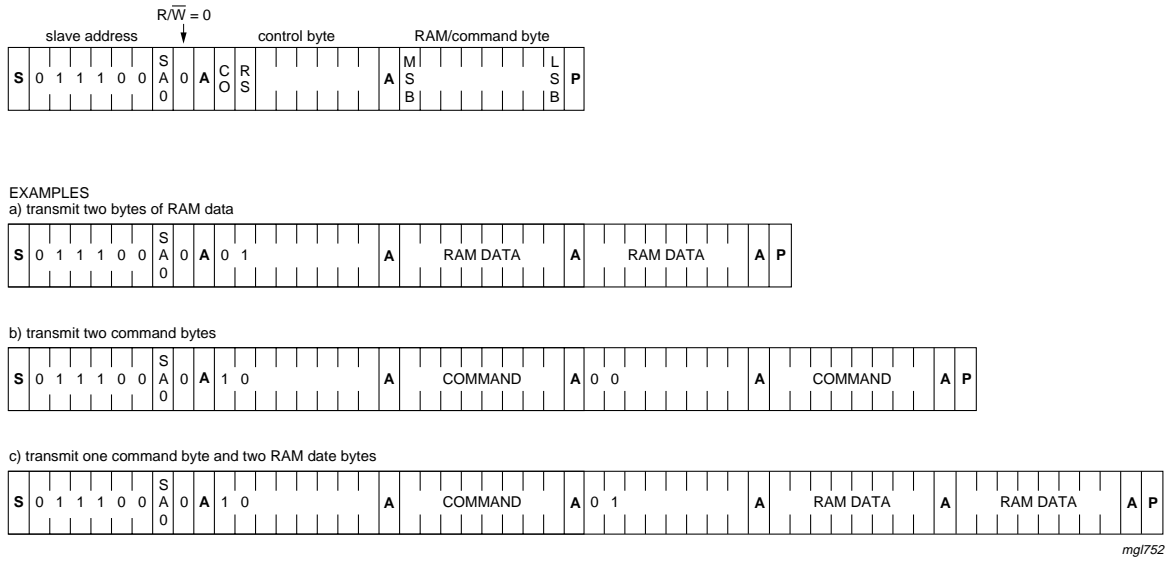 R/W = 0
slave address control byte RAM/command byte
S 0 1 1 1 0 0 SA0 0 A CO RS A MSB LSB P
EXAMPLES
a) transmit two bytes of RAM data
S 0 1 1 1 0 0 SA0 0 A 0 1 A RAM DATA A RAM DATA A P
b) transmit two command bytes
S 0 1 1 1 0 0 SA0 0 A 1 0 A COMMAND A 0 0 A COMMAND A P
c) transmit one command byte and two RAM date bytes
S 0 1 1 1 0 0 SA0 0 A 1 0 A COMMAND A 0 1 A RAM DATA A RAM DATA A P
mgl752